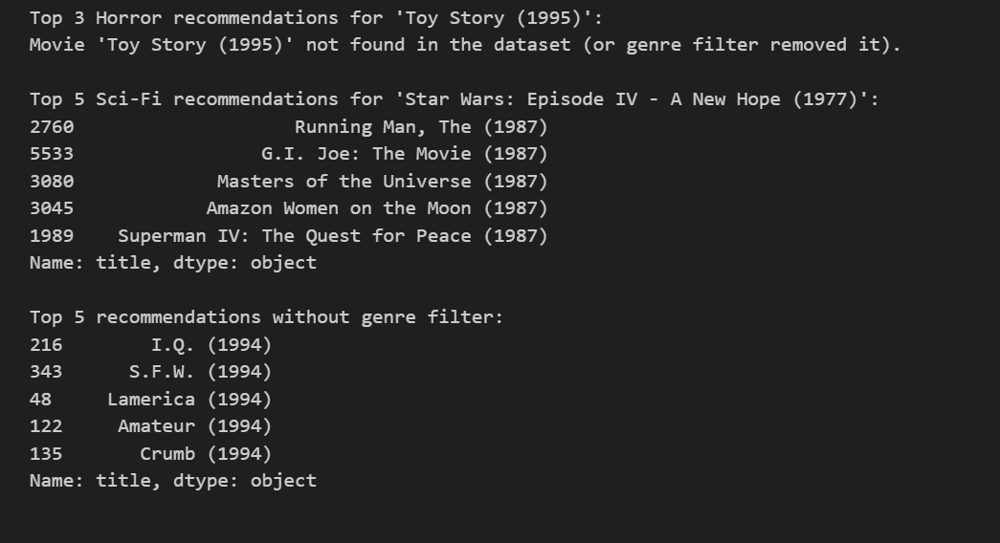 Top 3 Horror recommendations for 'Toy Story (1995)':
Movie 'Toy Story (1995)' not found in the dataset (or genre filter removed it).
Top 5 Sci-Fi recommendations for 'Star Wars: Episode IV - A New Hope (1977)':
2760 Running Man, The (1987)
5533 G.I. Joe: The Movie (1987)
3080 Masters of the Universe (1987)
3045 Amazon Women on the Moon (1987)
1989 Superman IV: The Quest for Peace (1987)
Name: title, dtype: object
Top 5 recommendations without genre filter:
216 I.Q. (1994)
343 S.F.W. (1994)
48 Lamerica (1994)
122 Amateur (1994)
135 Crumb (1994)
Name: title, dtype: object